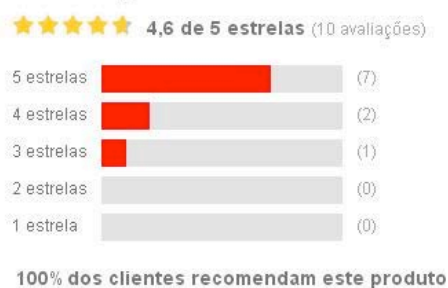 4,6 de 5 estrelas (10 avaliações)
5 estrelas (7)
4 estrelas (2)
3 estrelas (1)
2 estrelas (0)
1 estrela (0)
100% dos clientes recomendam este produto